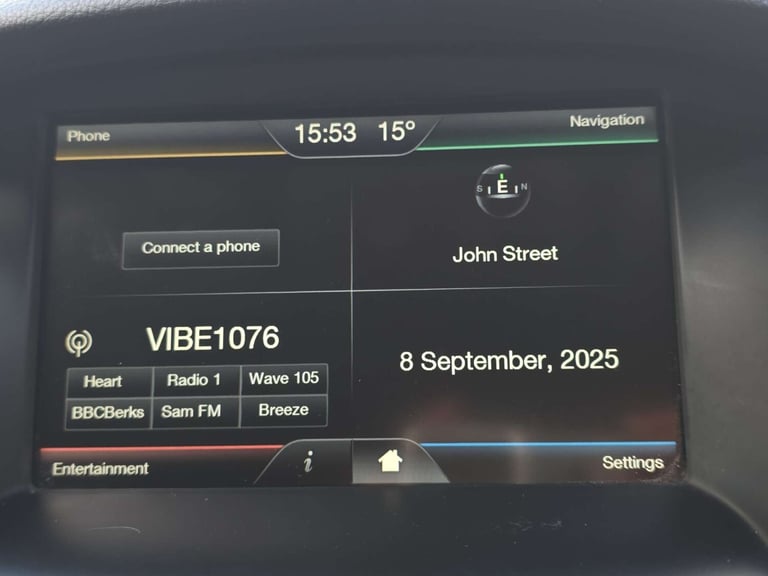 Phone
15:53 15°
Navigation
S E N
Connect a phone
John Street
VIBE1076
Heart Radio 1 Wave 105
BBCBerks Sam FM Breeze
8 September, 2025
Entertainment
i
Settings